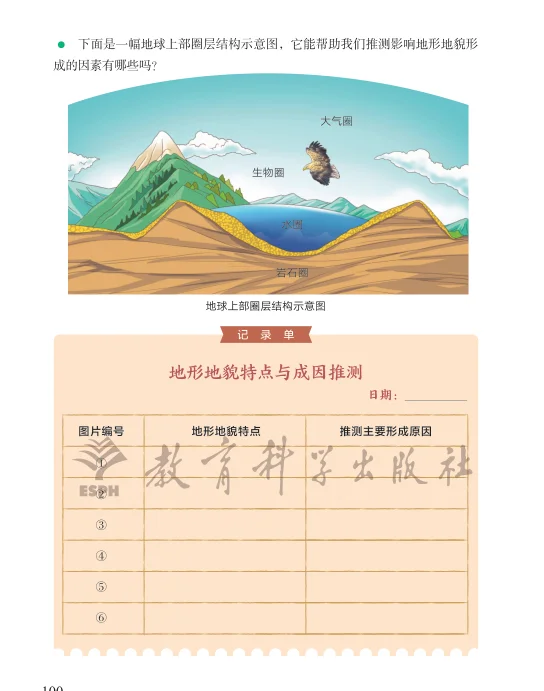 ● 下面是一幅地球上部圈层结构示意图，它能帮助我们推测影响地形地貌形
成的因素有哪些吗？
大气圈
生物圈
水圈
岩石圈
地球上部圈层结构示意图
记 录 单
地形地貌特点与成因推测
日期：________
图片编号 地形地貌特点 推测主要形成原因
①
教育科学出版社
ESPH
②
③
④
⑤
⑥
100